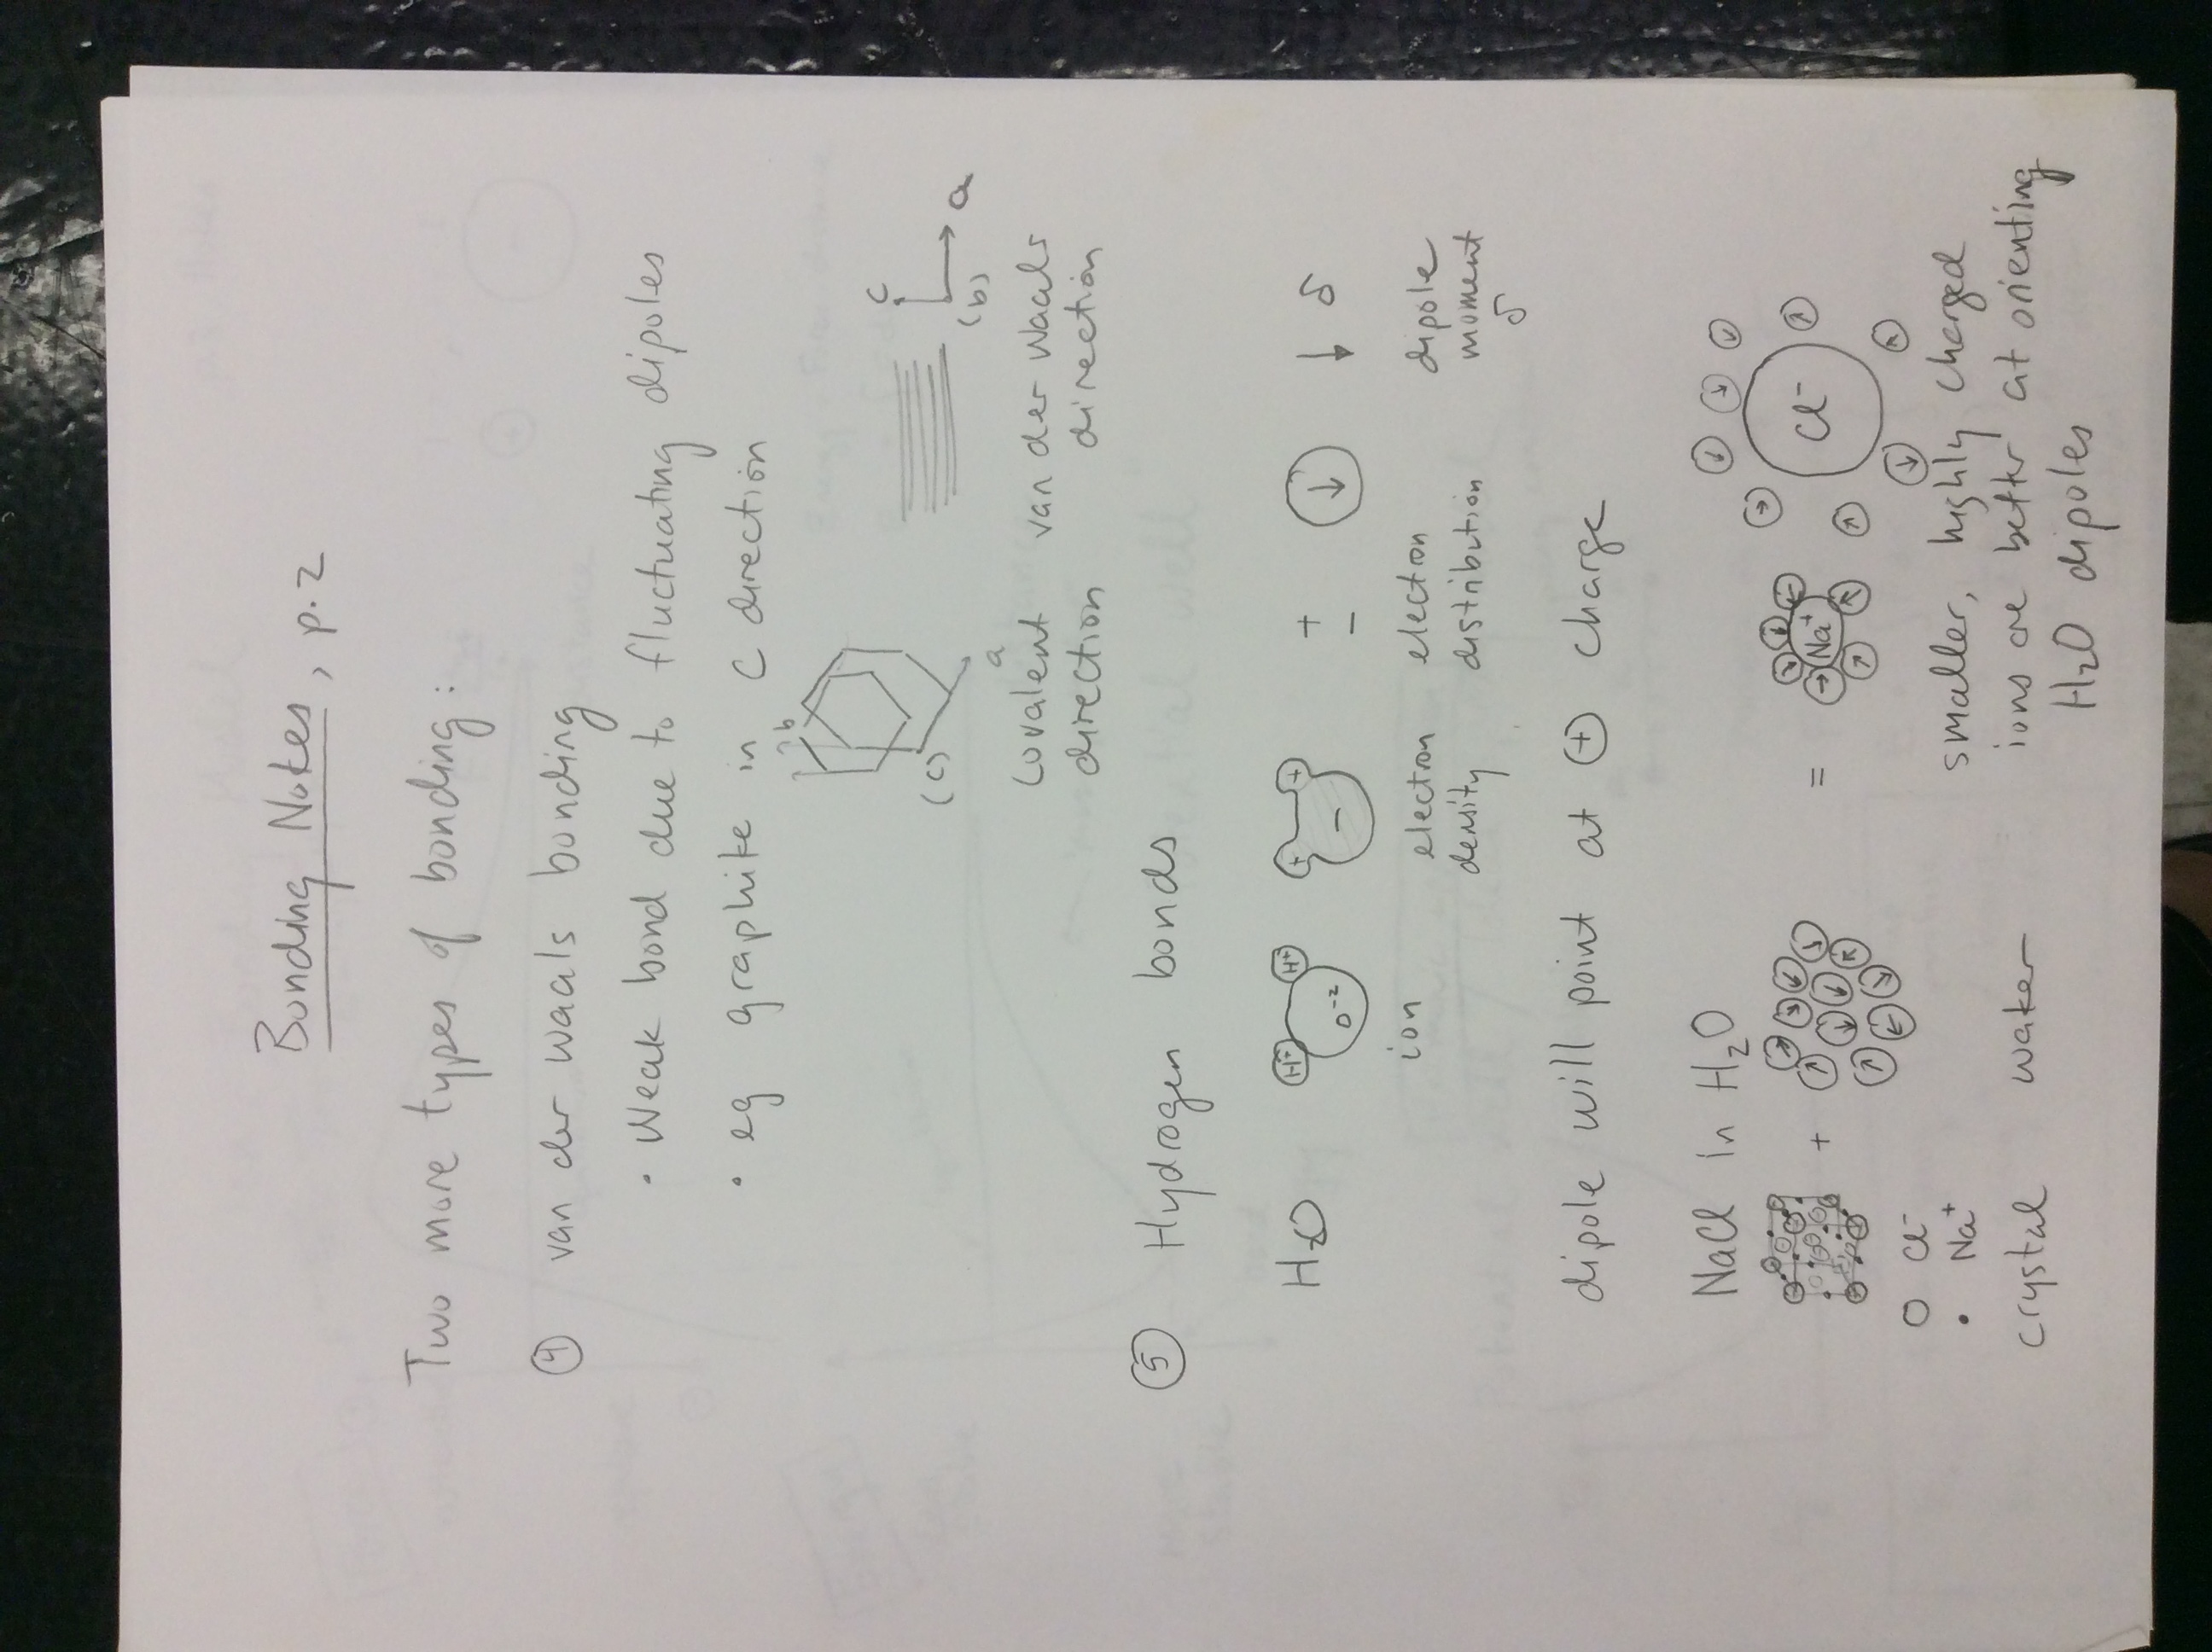 Bonding Notes, p.2
Two more types of bonding:
④ van der Waals bonding
• Weak bond due to fluctuating dipoles
• eg graphite in C direction
b
(c)
a
c
a
(b)
Covalent direction
van der Waals direction
⑤ Hydrogen bonds
H₂O
H⁺ H⁺
O⁻²
+ +
−
+
−
↓
↓ δ
ion
electron density
electron distribution
dipole moment δ
dipole will point at ⊕ charge
NaCl in H₂O
+
=
Na⁺
Cl⁻
○ Cl⁻
• Na⁺
crystal
water
smaller, highly charged
ions are better at orienting
H₂O dipoles